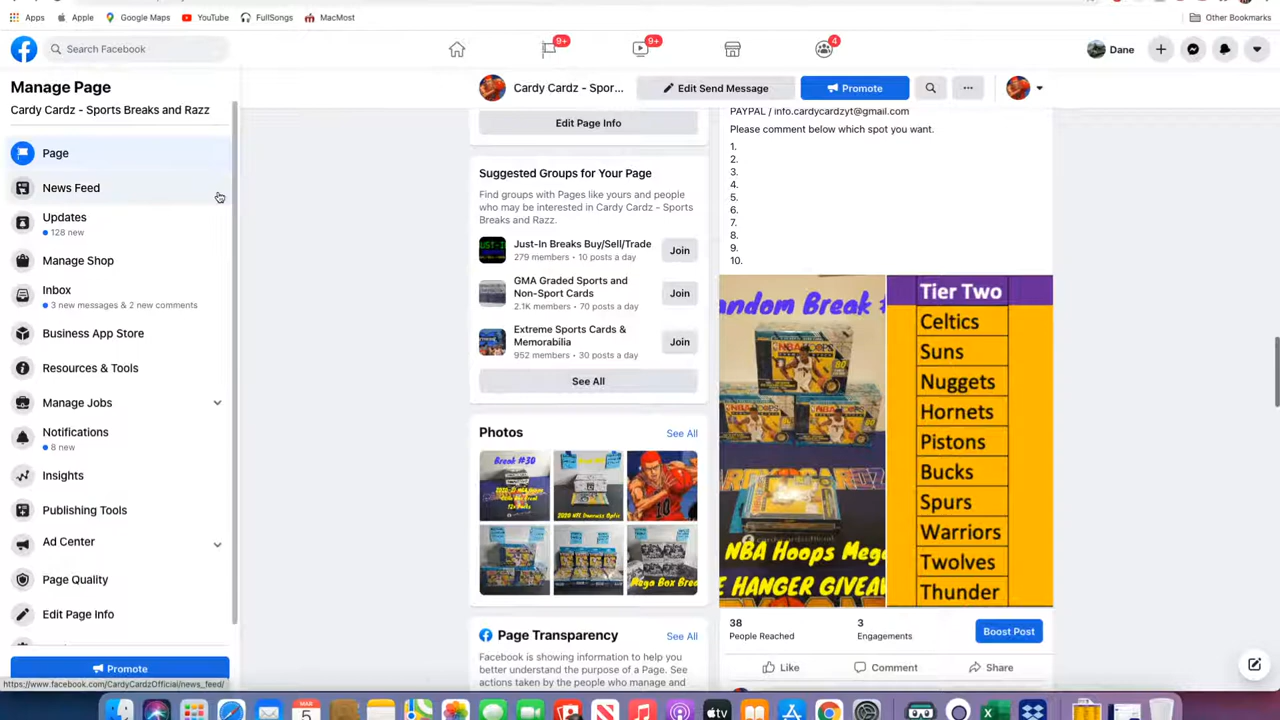 Apps
Apple
Google Maps
YouTube
FullSongs
MacMost
Other Bookmarks
Search Facebook
9+
9+
4
Dane
Manage Page
Cardy Cardz - Sports Breaks and Razz
Cardy Cardz - Spor...
Edit Send Message
Promote
Page
News Feed
Updates
128 new
Manage Shop
Inbox
3 new messages & 2 new comments
Business App Store
Resources & Tools
Manage Jobs
Notifications
8 new
Insights
Publishing Tools
Ad Center
Page Quality
Edit Page Info
Promote
https://www.facebook.com/CardyCardzOfficial/news_feed/
Edit Page Info
Suggested Groups for Your Page
Find groups with Pages like yours and people
who may be interested in Cardy Cardz - Sports
Breaks and Razz.
Just-In Breaks Buy/Sell/Trade
279 members • 10 posts a day
Join
GMA Graded Sports and
Non-Sport Cards
2.1K members • 70 posts a day
Join
Extreme Sports Cards &
Memorabilia
952 members • 30 posts a day
Join
See All
Photos
See All
Break #30
Page Transparency
See All
Facebook is showing information to help you
better understand the purpose of a Page. See
actions taken by the people who manage and
PAYPAL / info.cardycardzyt@gmail.com
Please comment below which spot you want.
1.
2.
3.
4.
5.
6.
7.
8.
9.
10.
andom Break #
NBA HOOPS
NBA Hoops Mega
E HANGER GIVEA
Tier Two
Celtics
Suns
Nuggets
Hornets
Pistons
Bucks
Spurs
Warriors
Twolves
Thunder
38
People Reached
3
Engagements
Boost Post
Like
Comment
Share
MAR
5
tv